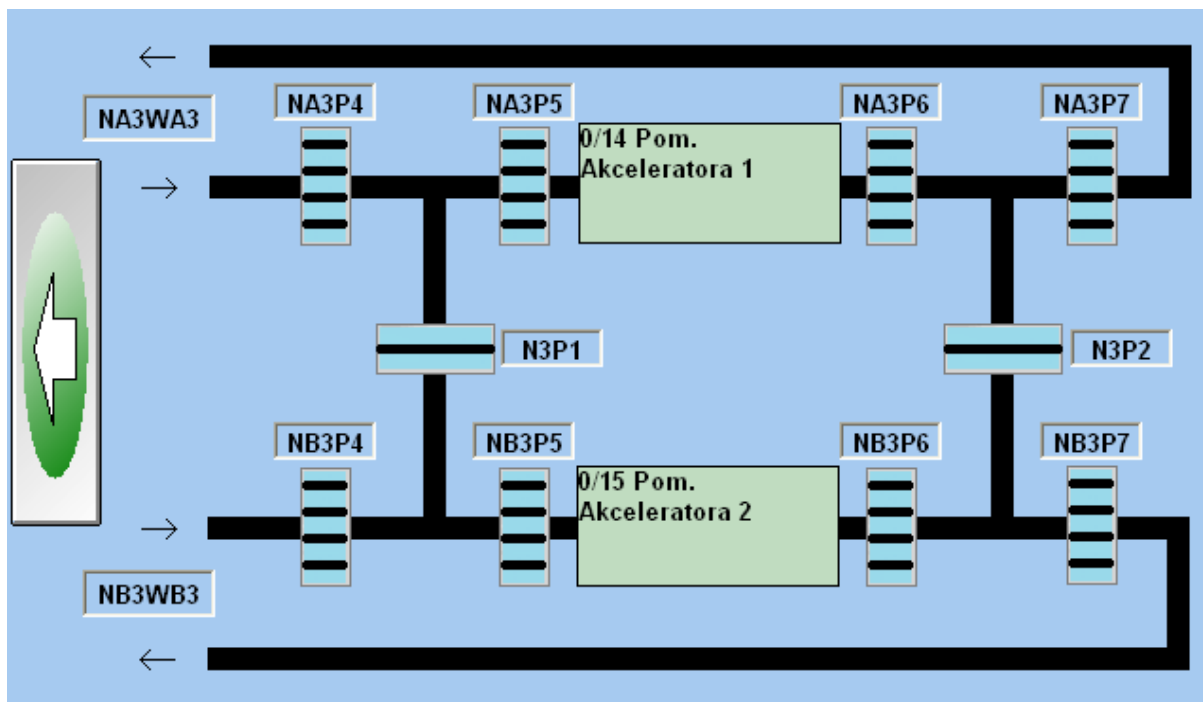 NA3WA3
NA3P4
NA3P5
NA3P6
NA3P7
0/14 Pom.
Akceleratora 1
N3P1
N3P2
NB3P4
NB3P5
NB3P6
NB3P7
0/15 Pom.
Akceleratora 2
NB3WB3